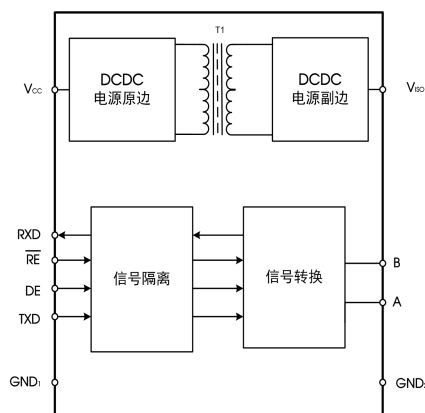 T1
DCDC
电源原边
DCDC
电源副边
Vcc
VISO
RXD
RE
DE
TXD
信号隔离
信号转换
B
A
GND1
GND2